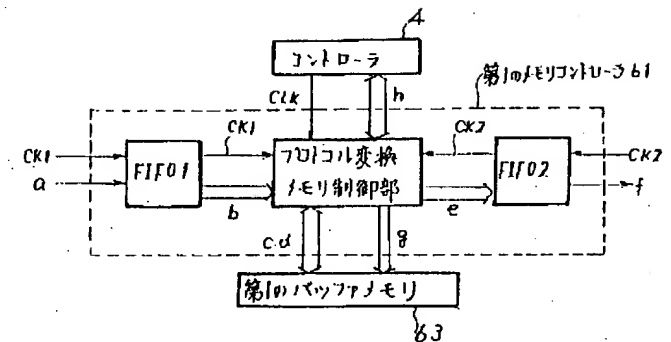 4
コントローラ
第1のメモリコントローラ61
CLK
h
CK1
CK1
CK2
CK2
FIFO1
プロトコル変換
メモリ制御部
FIFO2
a
b
e
f
c,d
g
第1のバッファメモリ
63